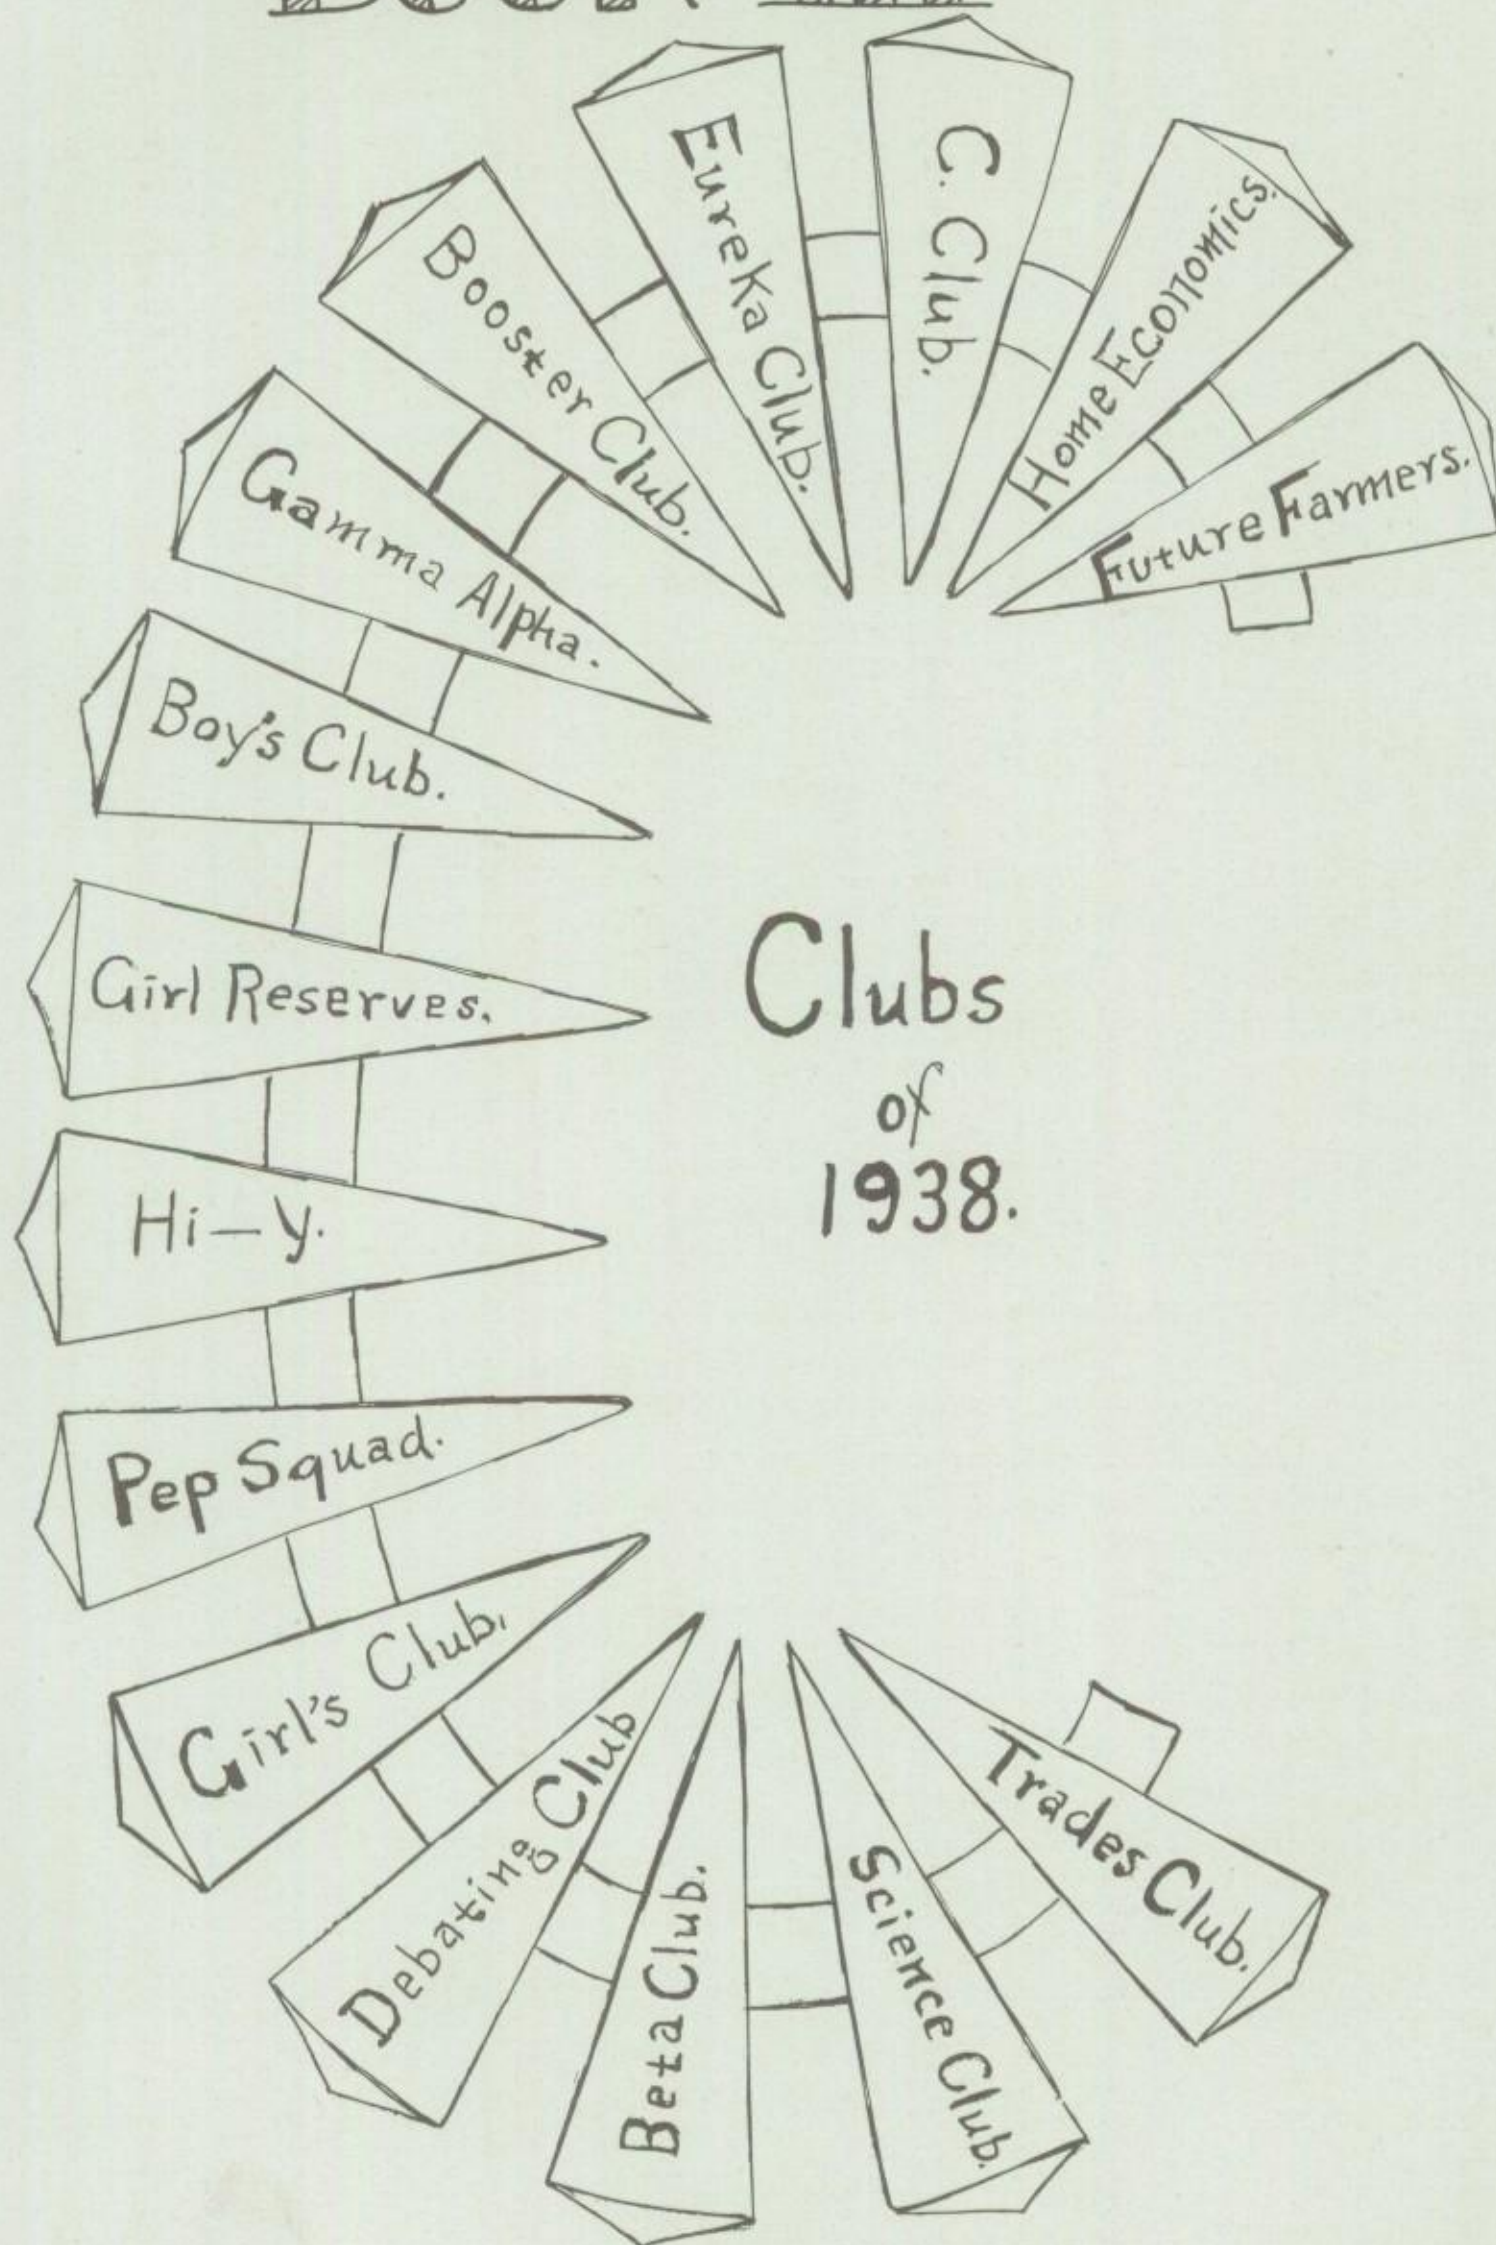 Future Farmers.
Home Economics.
C. Club.
Eureka Club.
Booster Club.
Gamma Alpha.
Boy's Club.
Girl Reserves.
Hi-Y.
Pep Squad.
Girl's Club.
Debating Club
Beta Club.
Science Club.
Trades Club.
Clubs
of
1938.